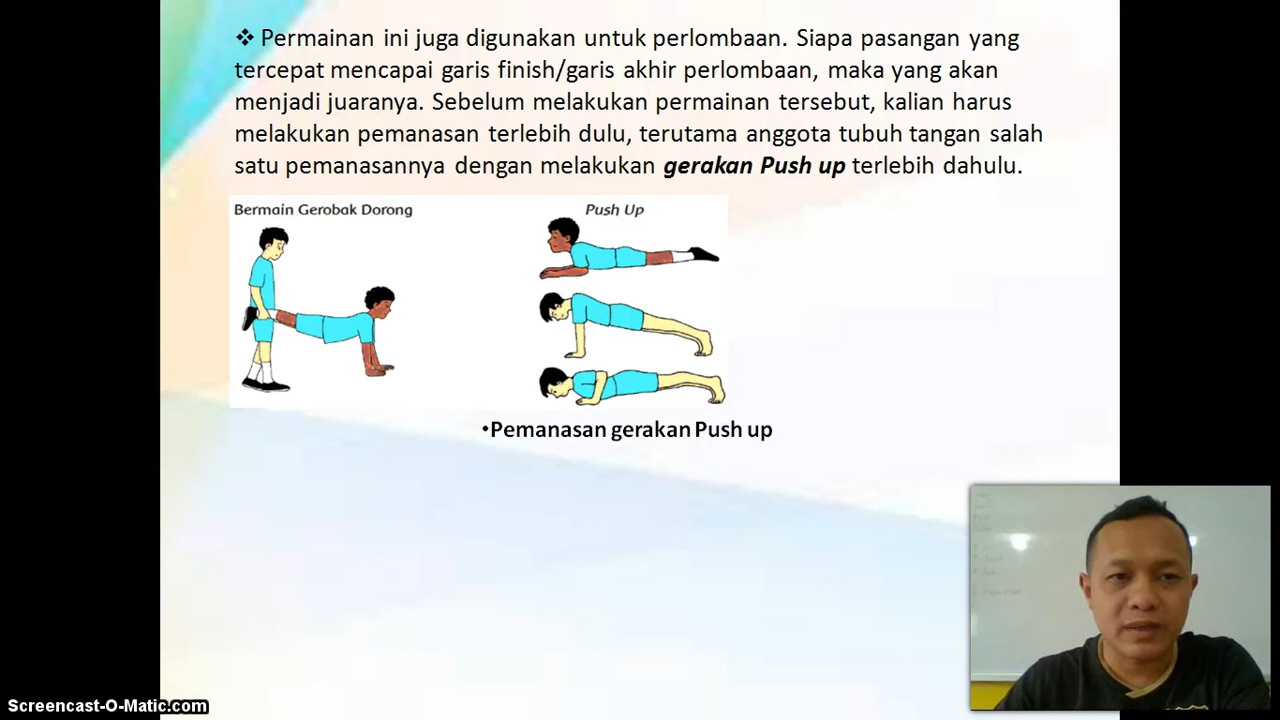 ❖ Permainan ini juga digunakan untuk perlombaan. Siapa pasangan yang
tercepat mencapai garis finish/garis akhir perlombaan, maka yang akan
menjadi juaranya. Sebelum melakukan permainan tersebut, kalian harus
melakukan pemanasan terlebih dulu, terutama anggota tubuh tangan salah
satu pemanasannya dengan melakukan gerakan Push up terlebih dahulu.
Bermain Gerobak Dorong
Push Up
•Pemanasan gerakan Push up
Screencast-O-Matic.com